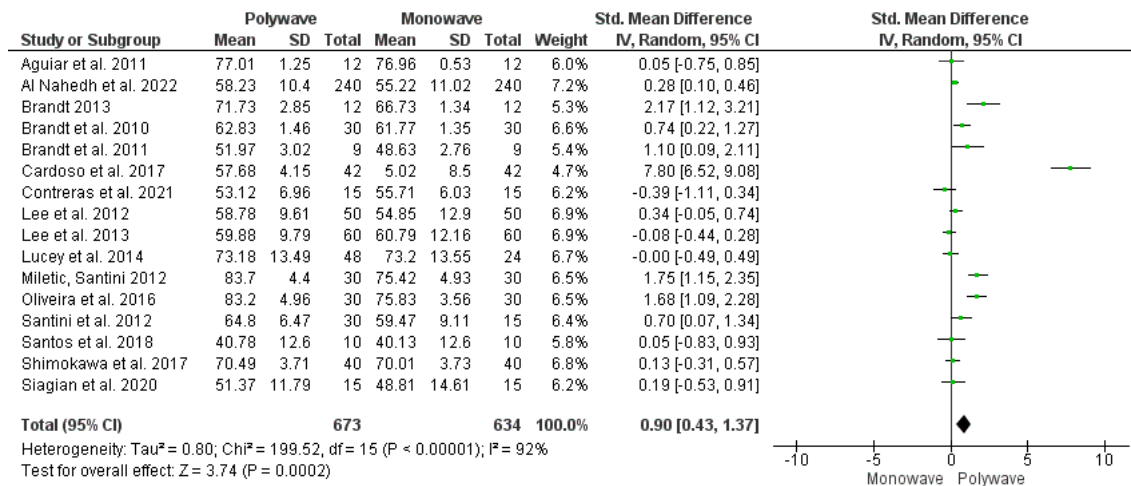 Polywave Monowave Std. Mean Difference Std. Mean Difference
Study or Subgroup Mean SD Total Mean SD Total Weight IV, Random, 95% CI IV, Random, 95% CI
Aguiar et al. 2011 77.01 1.25 12 76.96 0.53 12 6.0% 0.05 [-0.75, 0.85]
Al Nahedh et al. 2022 58.23 10.4 240 55.22 11.02 240 7.2% 0.28 [0.10, 0.46]
Brandt 2013 71.73 2.85 12 66.73 1.34 12 5.3% 2.17 [1.12, 3.21]
Brandt et al. 2010 62.83 1.46 30 61.77 1.35 30 6.6% 0.74 [0.22, 1.27]
Brandt et al. 2011 51.97 3.02 9 48.63 2.76 9 5.4% 1.10 [0.09, 2.11]
Cardoso et al. 2017 57.68 4.15 42 5.02 8.5 42 4.7% 7.80 [6.52, 9.08]
Contreras et al. 2021 53.12 6.96 15 55.71 6.03 15 6.2% -0.39 [-1.11, 0.34]
Lee et al. 2012 58.78 9.61 50 54.85 12.9 50 6.9% 0.34 [-0.05, 0.74]
Lee et al. 2013 59.88 9.79 60 60.79 12.16 60 6.9% -0.08 [-0.44, 0.28]
Lucey et al. 2014 73.18 13.49 48 73.2 13.55 24 6.7% -0.00 [-0.49, 0.49]
Miletic, Santini 2012 83.7 4.4 30 75.42 4.93 30 6.5% 1.75 [1.15, 2.35]
Oliveira et al. 2016 83.2 4.96 30 75.83 3.56 30 6.5% 1.68 [1.09, 2.28]
Santini et al. 2012 64.8 6.47 30 59.47 9.11 15 6.4% 0.70 [0.07, 1.34]
Santos et al. 2018 40.78 12.6 10 40.13 12.6 10 5.8% 0.05 [-0.83, 0.93]
Shimokawa et al. 2017 70.49 3.71 40 70.01 3.73 40 6.8% 0.13 [-0.31, 0.57]
Siagian et al. 2020 51.37 11.79 15 48.81 14.61 15 6.2% 0.19 [-0.53, 0.91]
Total (95% CI) 673 634 100.0% 0.90 [0.43, 1.37]
Heterogeneity: Tau² = 0.80; Chi² = 199.52, df = 15 (P < 0.00001); I² = 92%
Test for overall effect: Z = 3.74 (P = 0.0002)
-10 -5 0 5 10
Monowave Polywave